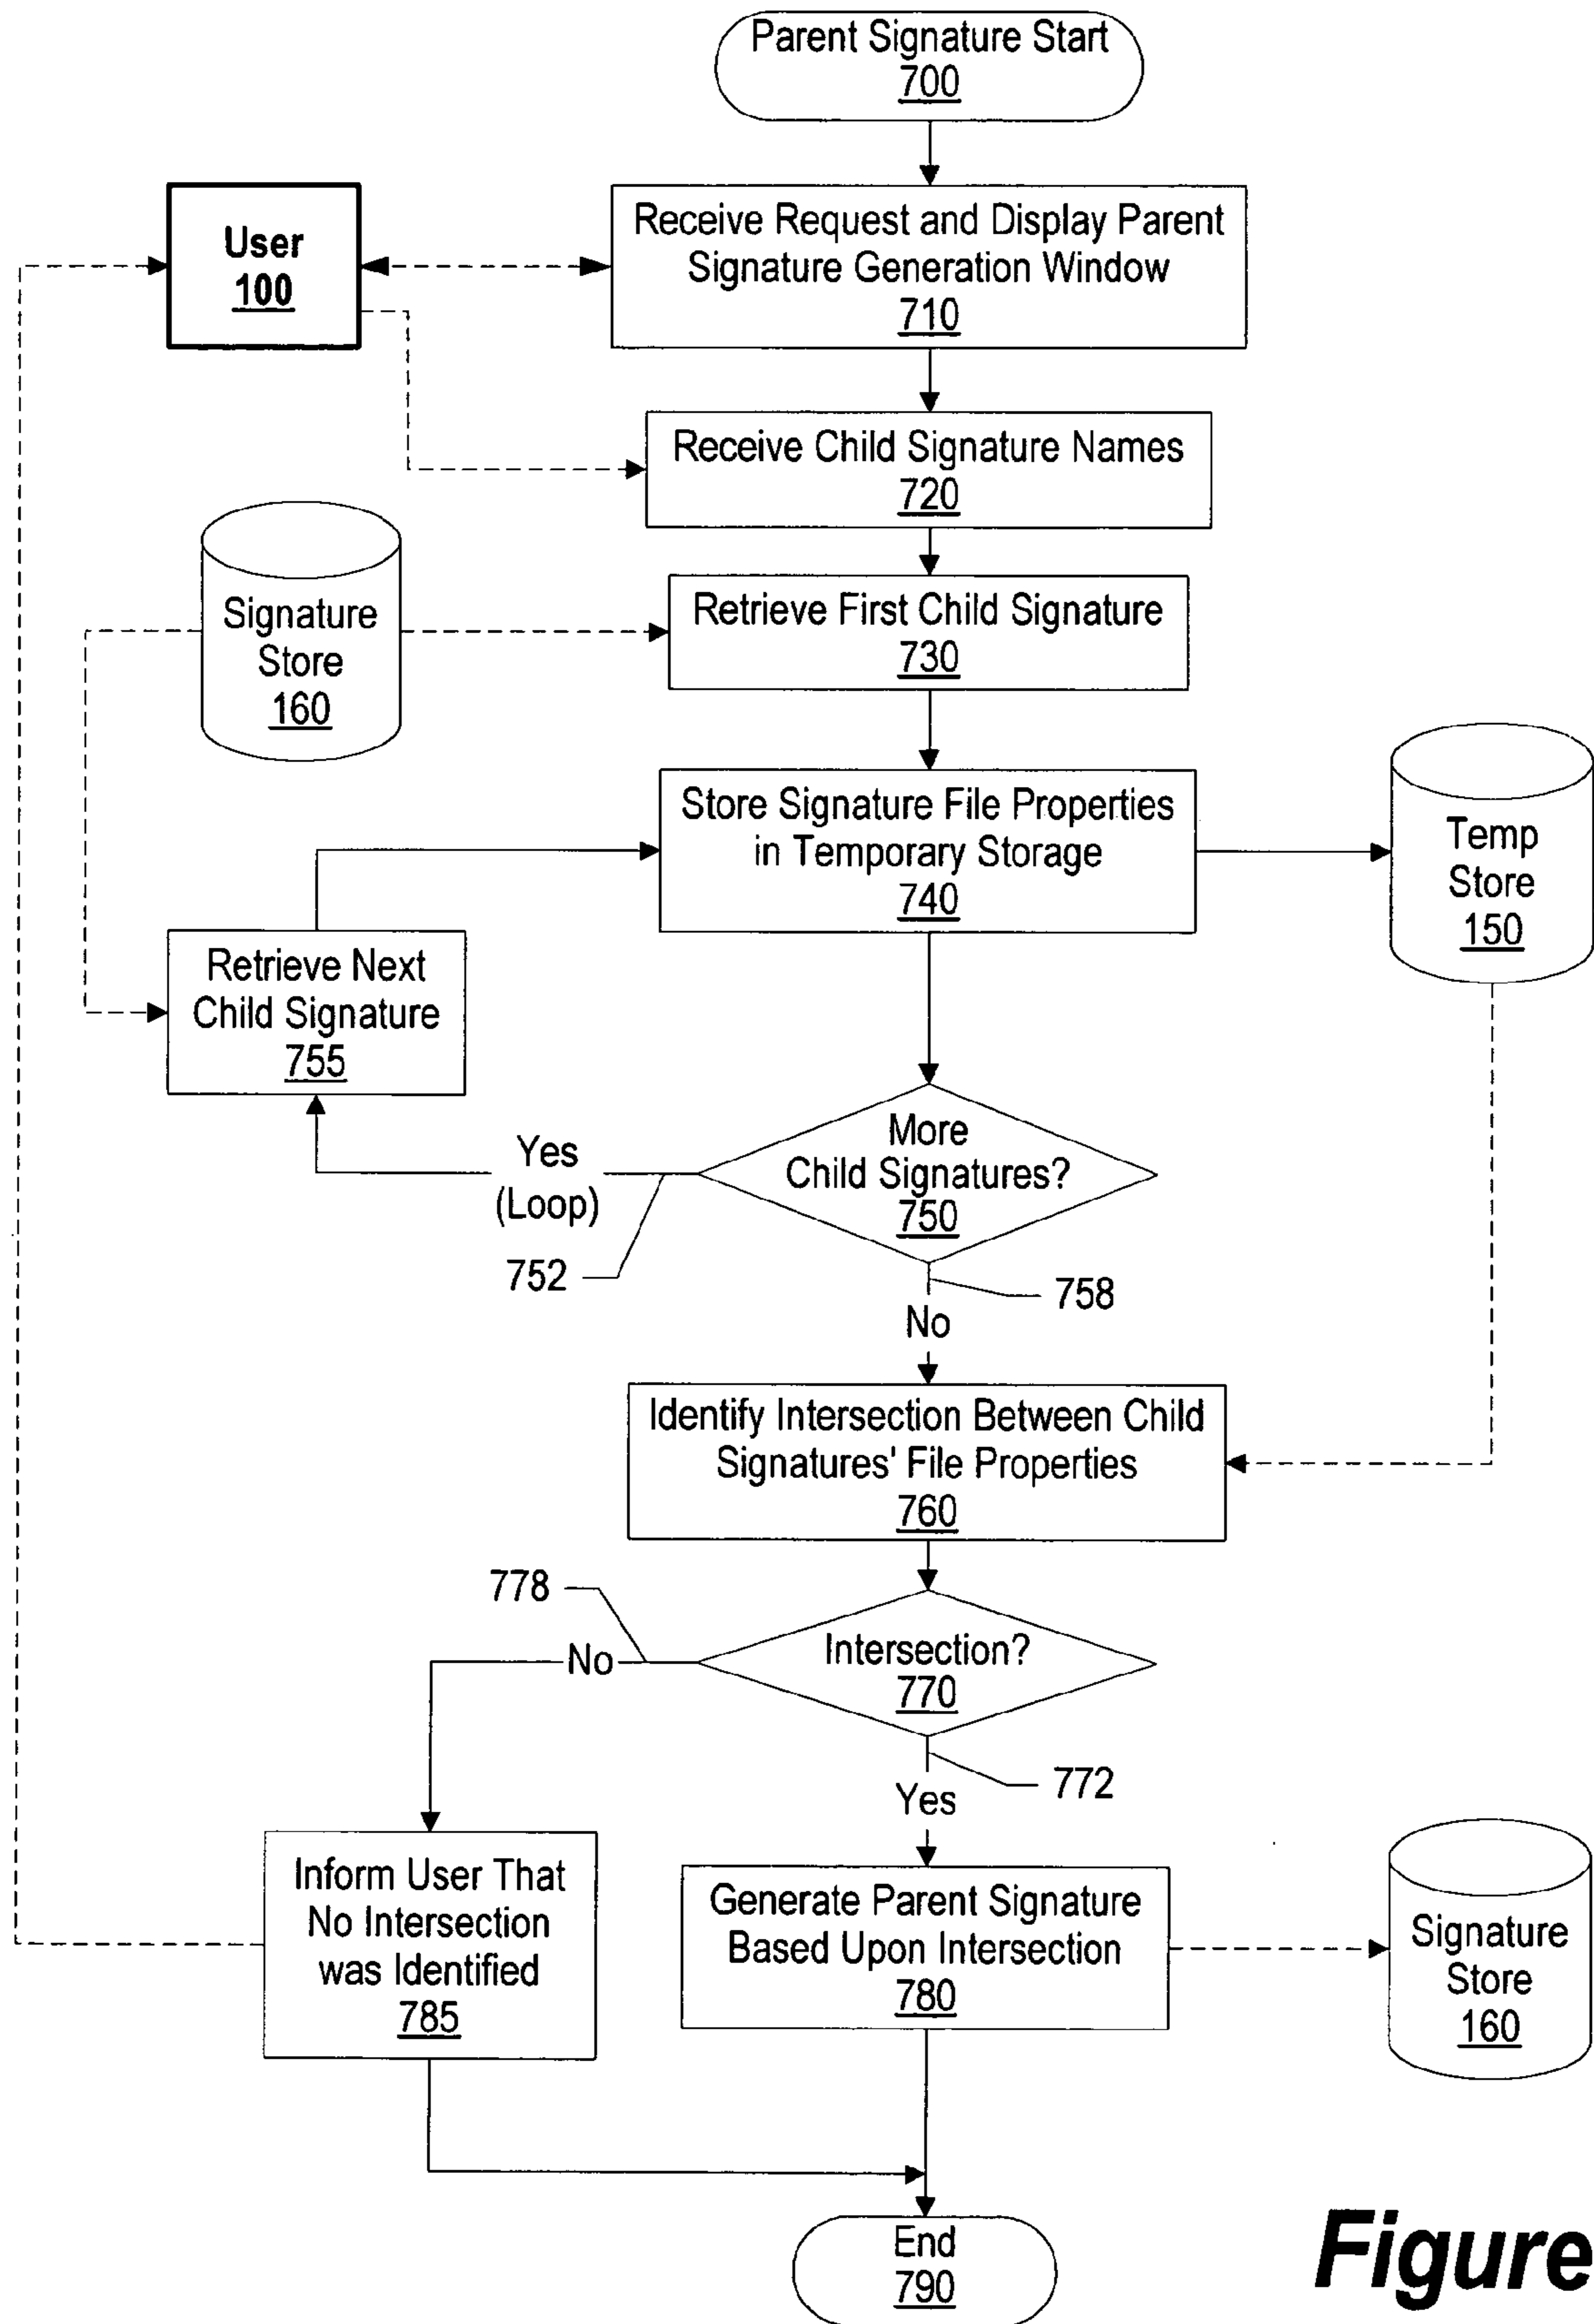 Parent Signature Start
700
Receive Request and Display Parent
Signature Generation Window
710
User
100
Receive Child Signature Names
720
Signature
Store
160
Retrieve First Child Signature
730
Store Signature File Properties
in Temporary Storage
740
Temp
Store
150
Retrieve Next
Child Signature
755
More
Child Signatures?
750
Yes
(Loop)
752
758
No
Identify Intersection Between Child
Signatures' File Properties
760
778
No
Intersection?
770
772
Yes
Inform User That
No Intersection
was Identified
785
Generate Parent Signature
Based Upon Intersection
780
Signature
Store
160
End
790
Figure